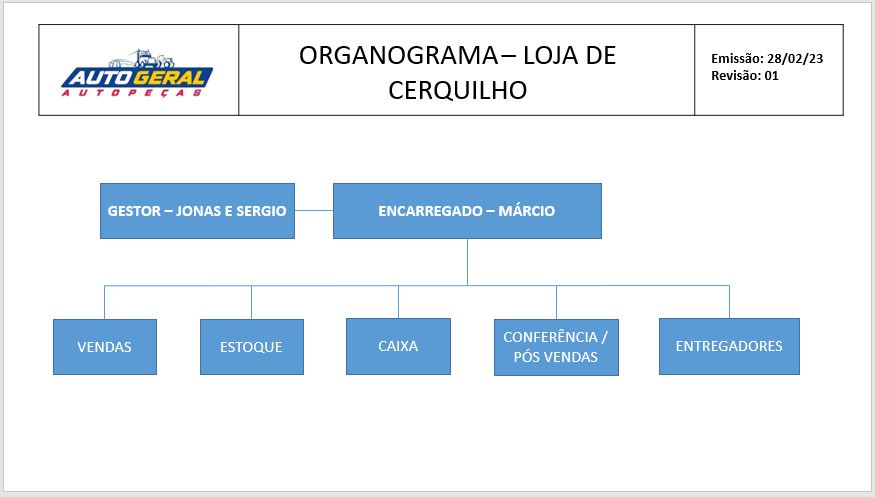 AUTO GERAL
AUTOPEÇAS
ORGANOGRAMA – LOJA DE
CERQUILHO
Emissão: 28/02/23
Revisão: 01
GESTOR – JONAS E SERGIO
ENCARREGADO – MÁRCIO
VENDAS
ESTOQUE
CAIXA
CONFERÊNCIA /
PÓS VENDAS
ENTREGADORES